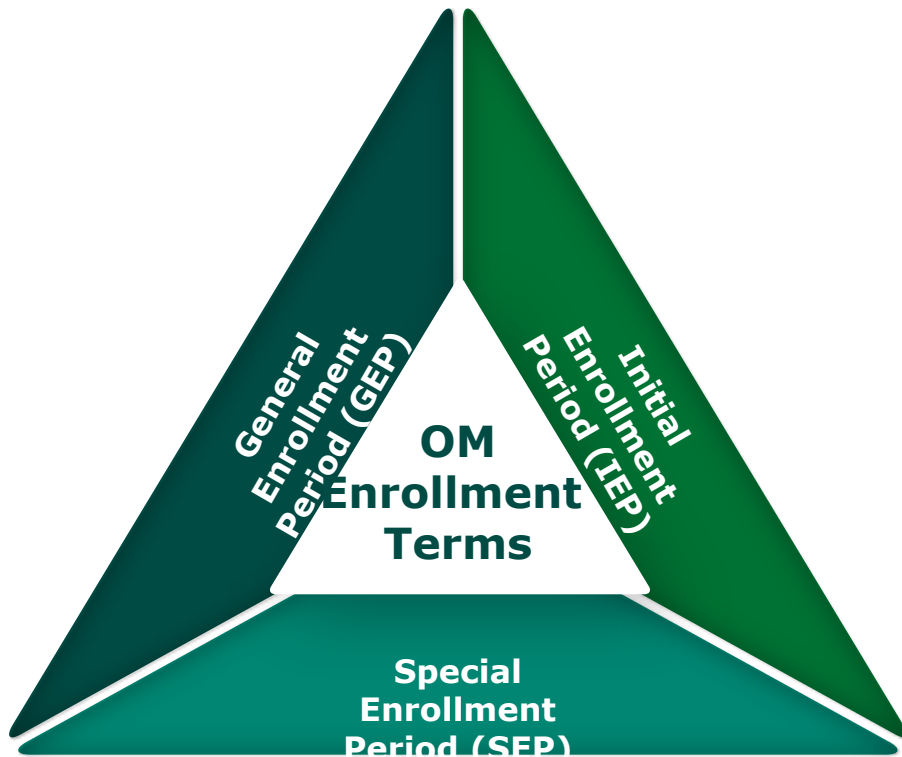 General
Enrollment
Period (GEP)
Initial
Enrollment
Period (IEP)
OM
Enrollment
Terms
Special
Enrollment
Period (SEP)